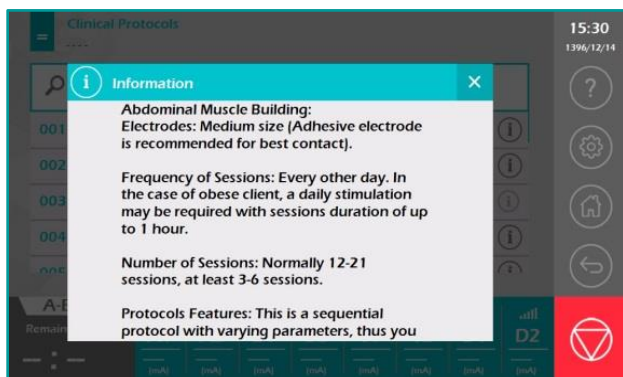 Clinical Protocols
----
15:30
1396/12/14
Information
Abdominal Muscle Building:
Electrodes: Medium size (Adhesive electrode
is recommended for best contact).
Frequency of Sessions: Every other day. In
the case of obese client, a daily stimulation
may be required with sessions duration of up
to 1 hour.
Number of Sessions: Normally 12-21
sessions, at least 3-6 sessions.
Protocols Features: This is a sequential
protocol with varying parameters, thus you
001
002
003
004
005
A-B
Remain
D2
-:-
(mA) (mA) (mA) (mA) (mA) (mA) (mA) (mA)